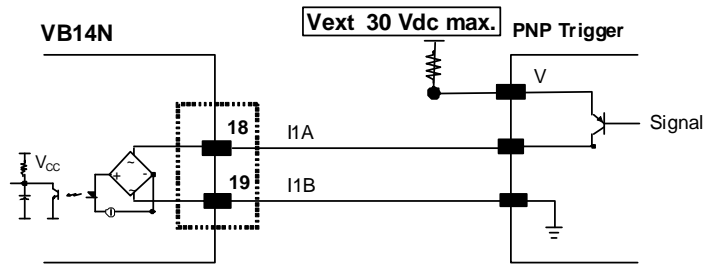 Vext 30 Vdc max.
VB14N
PNP Trigger
V
18
I1A
Signal
VCC
19
I1B